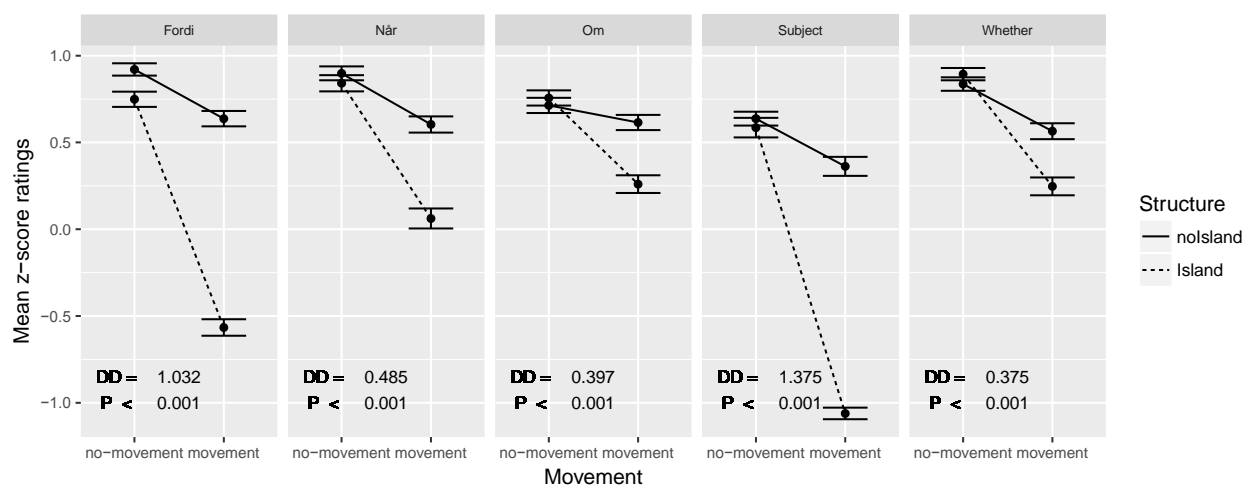 Fordi Når Om Subject Whether
1.0
0.5
0.0
−0.5
−1.0
Mean z−score ratings
DD = 1.032 DD = 0.485 DD = 0.397 DD = 1.375 DD = 0.375
P < 0.001 P < 0.001 P < 0.001 P < 0.001 P < 0.001
no−movement movement no−movement movement no−movement movement no−movement movement no−movement movement
Movement
Structure
noIsland
Island